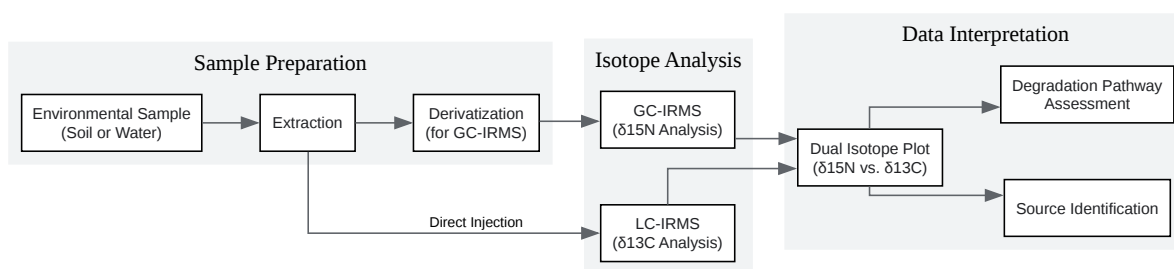 Sample Preparation
Environmental Sample
(Soil or Water)
Extraction
Derivatization
(for GC-IRMS)
Direct Injection
Isotope Analysis
GC-IRMS
(δ15N Analysis)
LC-IRMS
(δ13C Analysis)
Data Interpretation
Dual Isotope Plot
(δ15N vs. δ13C)
Degradation Pathway
Assessment
Source Identification